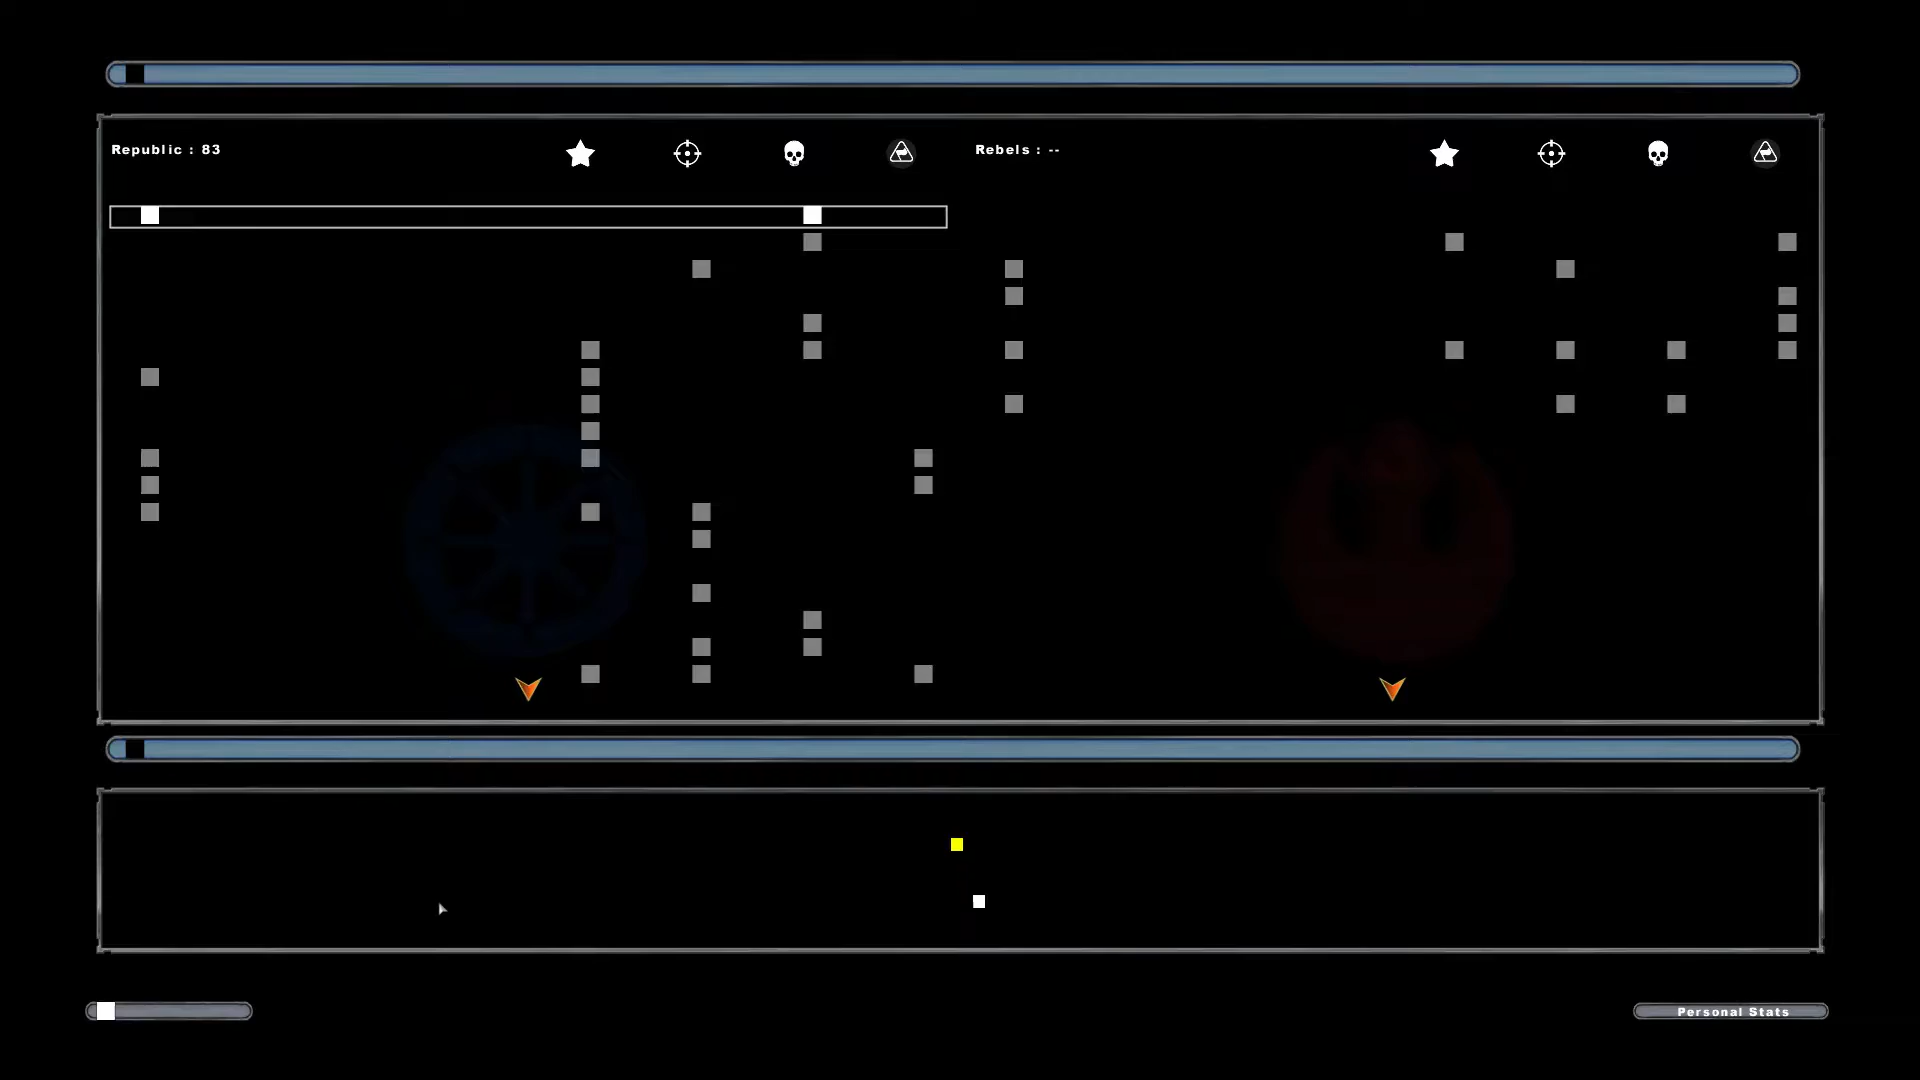 Republic : 83
Rebels : --
Personal Stats